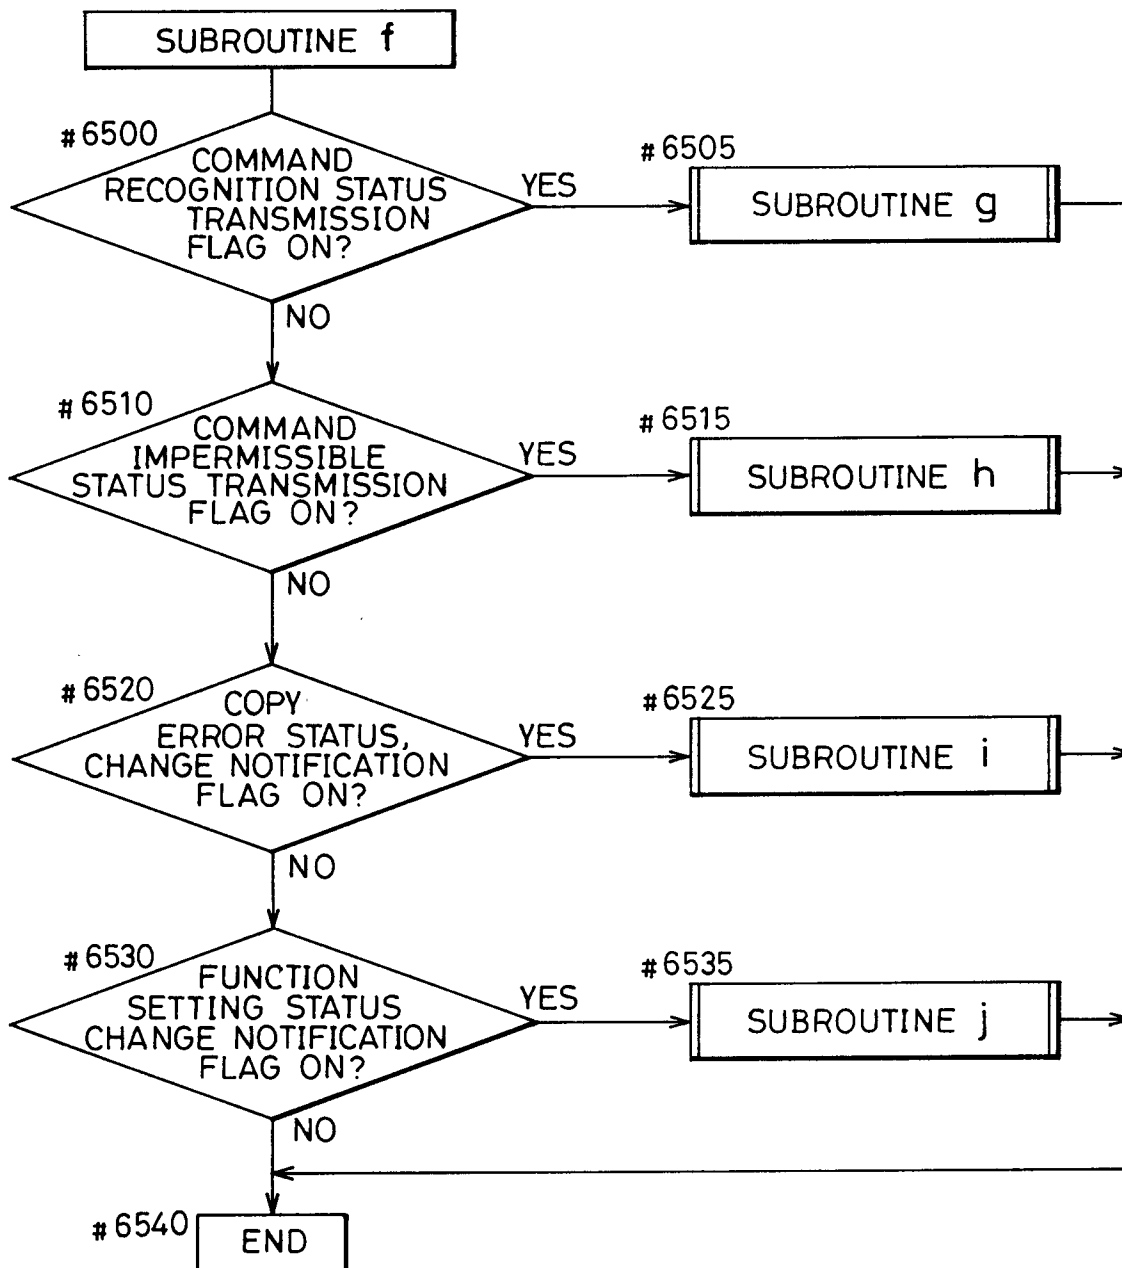 SUBROUTINE f
#6500
COMMAND
RECOGNITION STATUS
TRANSMISSION
FLAG ON?
YES
#6505
SUBROUTINE g
NO
#6510
COMMAND
IMPERMISSIBLE
STATUS TRANSMISSION
FLAG ON?
YES
#6515
SUBROUTINE h
NO
#6520
COPY
ERROR STATUS,
CHANGE NOTIFICATION
FLAG ON?
YES
#6525
SUBROUTINE i
NO
#6530
FUNCTION
SETTING STATUS
CHANGE NOTIFICATION
FLAG ON?
YES
#6535
SUBROUTINE j
NO
#6540
END